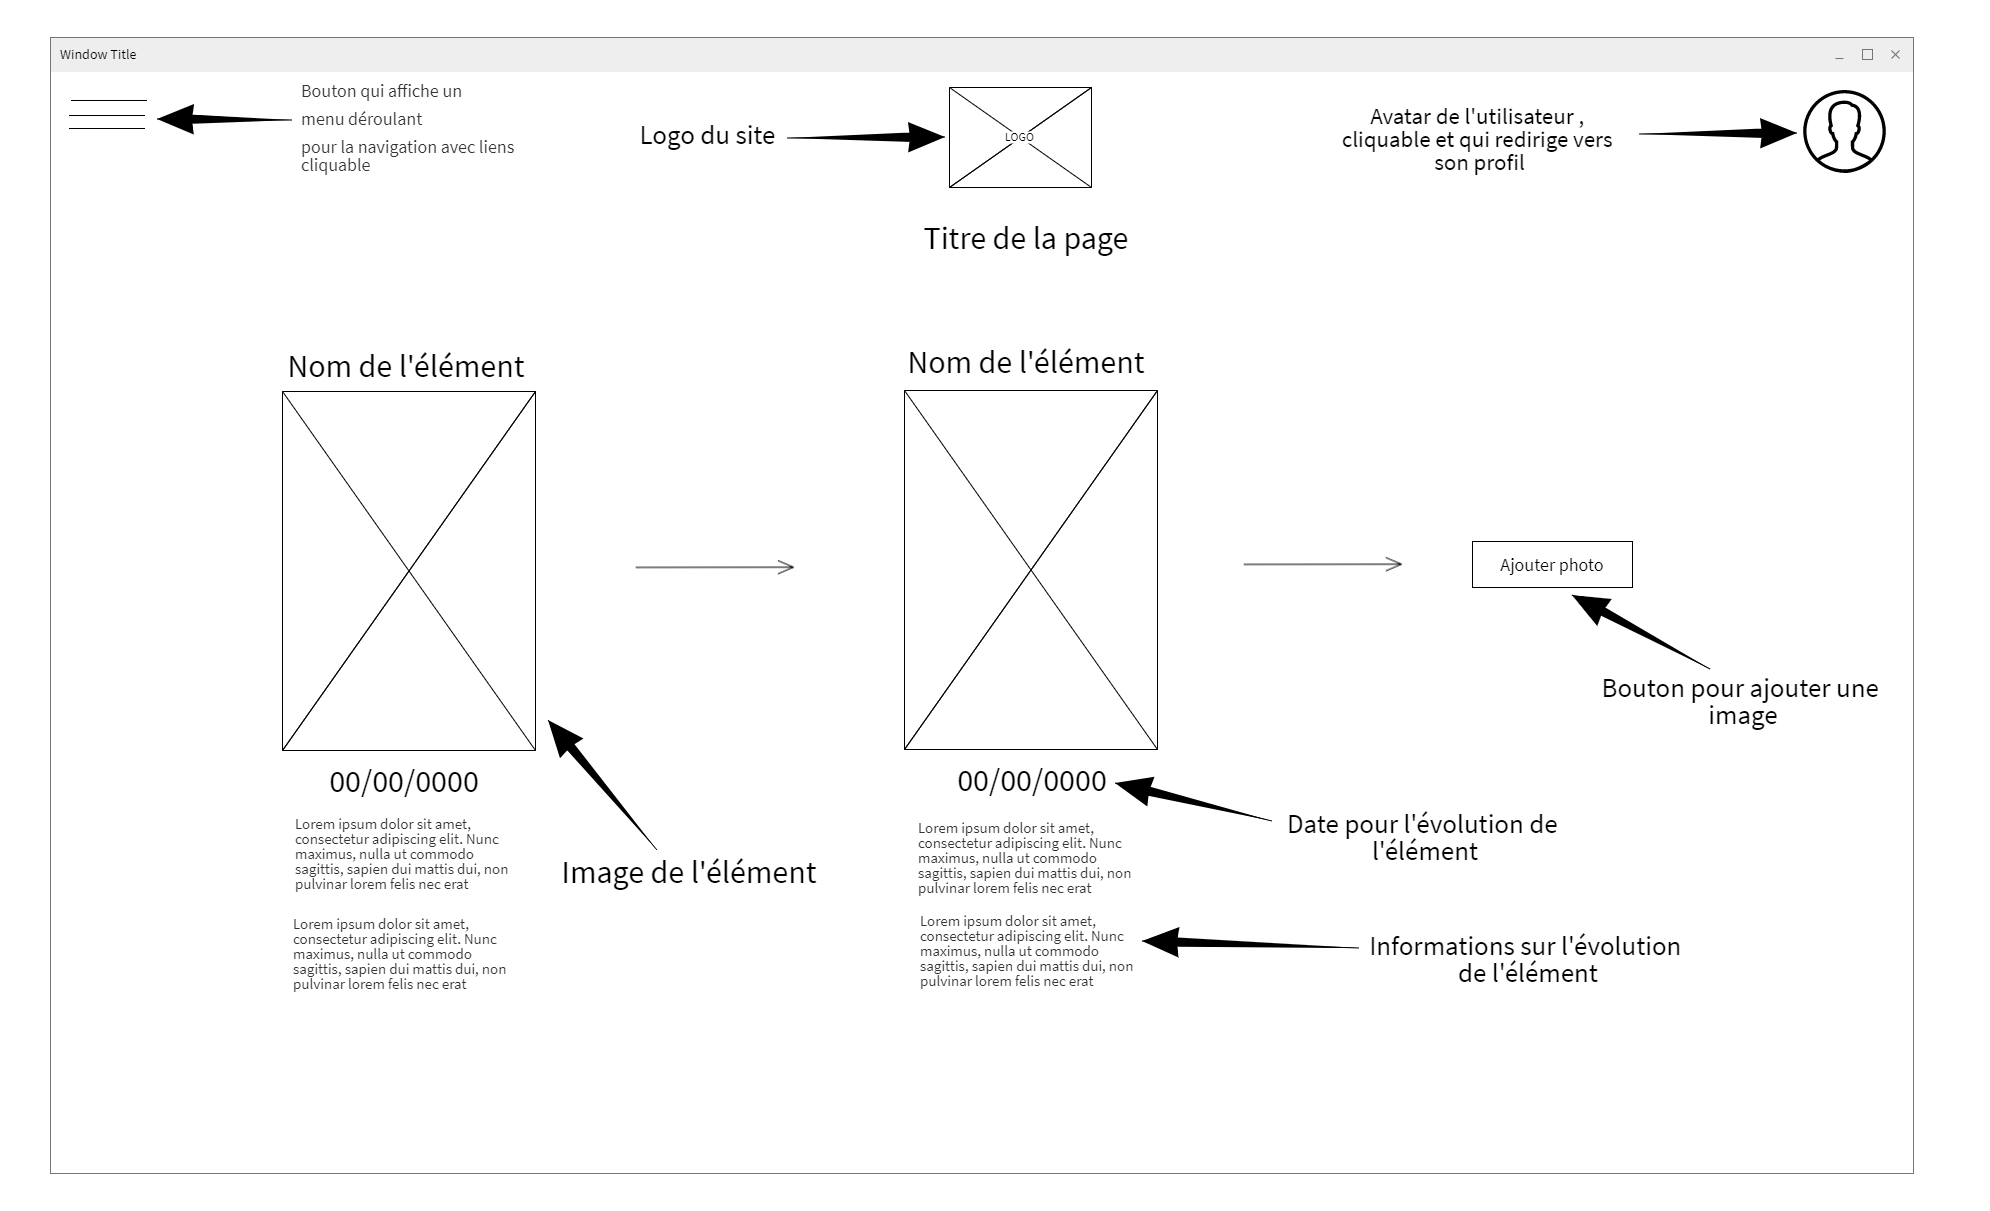 Window Title
Bouton qui affiche un
menu déroulant
pour la navigation avec liens
cliquable
Logo du site
LOGO
Avatar de l'utilisateur ,
cliquable et qui redirige vers
son profil
Titre de la page
Nom de l'élément
Nom de l'élément
Ajouter photo
Bouton pour ajouter une
image
00/00/0000
Lorem ipsum dolor sit amet,
consectetur adipiscing elit. Nunc
maximus, nulla ut commodo
sagittis, sapien dui mattis dui, non
pulvinar lorem felis nec erat
Lorem ipsum dolor sit amet,
consectetur adipiscing elit. Nunc
maximus, nulla ut commodo
sagittis, sapien dui mattis dui, non
pulvinar lorem felis nec erat
Image de l'élément
00/00/0000
Lorem ipsum dolor sit amet,
consectetur adipiscing elit. Nunc
maximus, nulla ut commodo
sagittis, sapien dui mattis dui, non
pulvinar lorem felis nec erat
Lorem ipsum dolor sit amet,
consectetur adipiscing elit. Nunc
maximus, nulla ut commodo
sagittis, sapien dui mattis dui, non
pulvinar lorem felis nec erat
Date pour l'évolution de
l'élément
Informations sur l'évolution
de l'élément